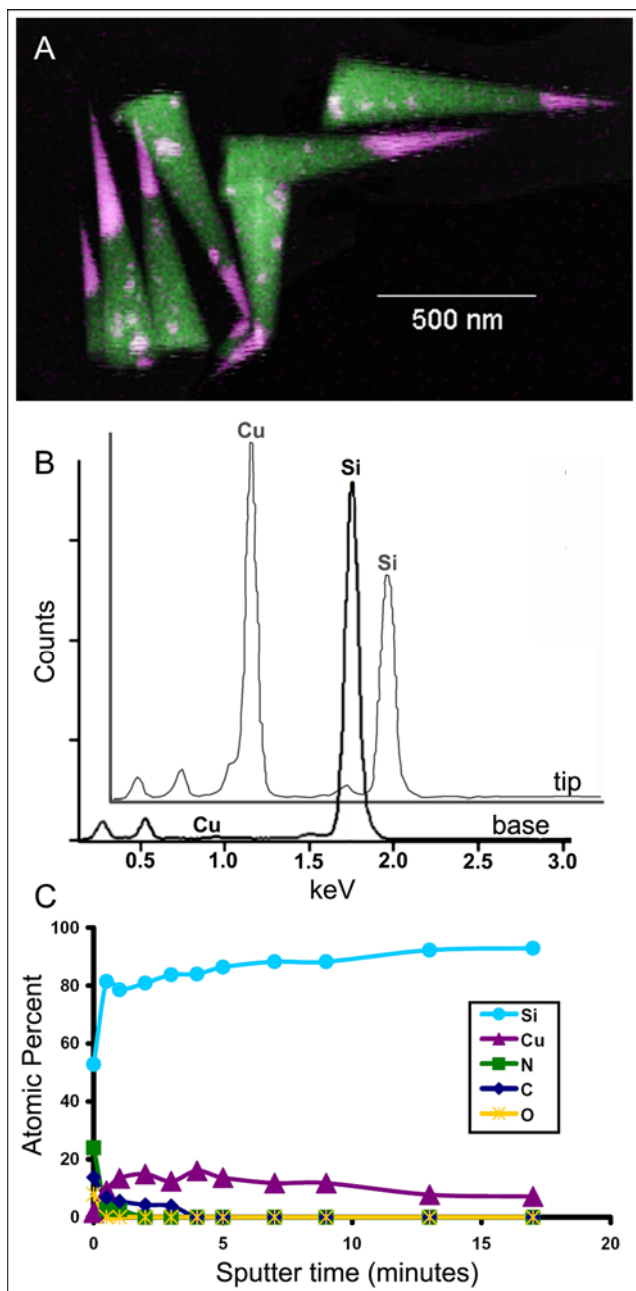 A
500 nm
B
Cu
Si
Si
Counts
tip
Cu
base
0.5 1.0 1.5 2.0 2.5 3.0
keV
C
100
80
60
40
20
0
Atomic Percent
Si
Cu
N
C
O
0 5 10 15 20
Sputter time (minutes)